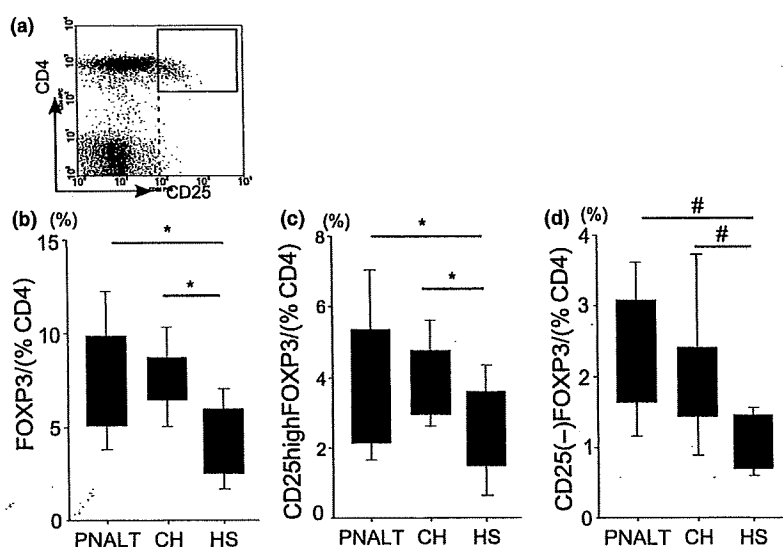 (a)
CD4
CD25
(b) (%)
FOXP3/(% CD4)
15
10
5
0
PNALT CH HS
* *
(c) (%)
CD25highFOXP3/(% CD4)
8
6
4
2
0
PNALT CH HS
* *
(d) (%)
CD25(–)FOXP3/(% CD4)
4
3
2
1
0
PNALT CH HS
# #